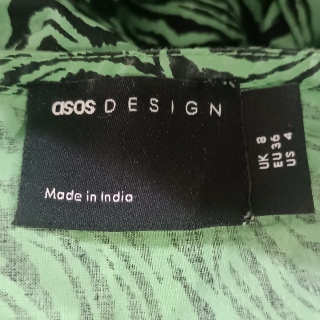 asos DESIGN
Made in India
UK 8
EU 36
US 4